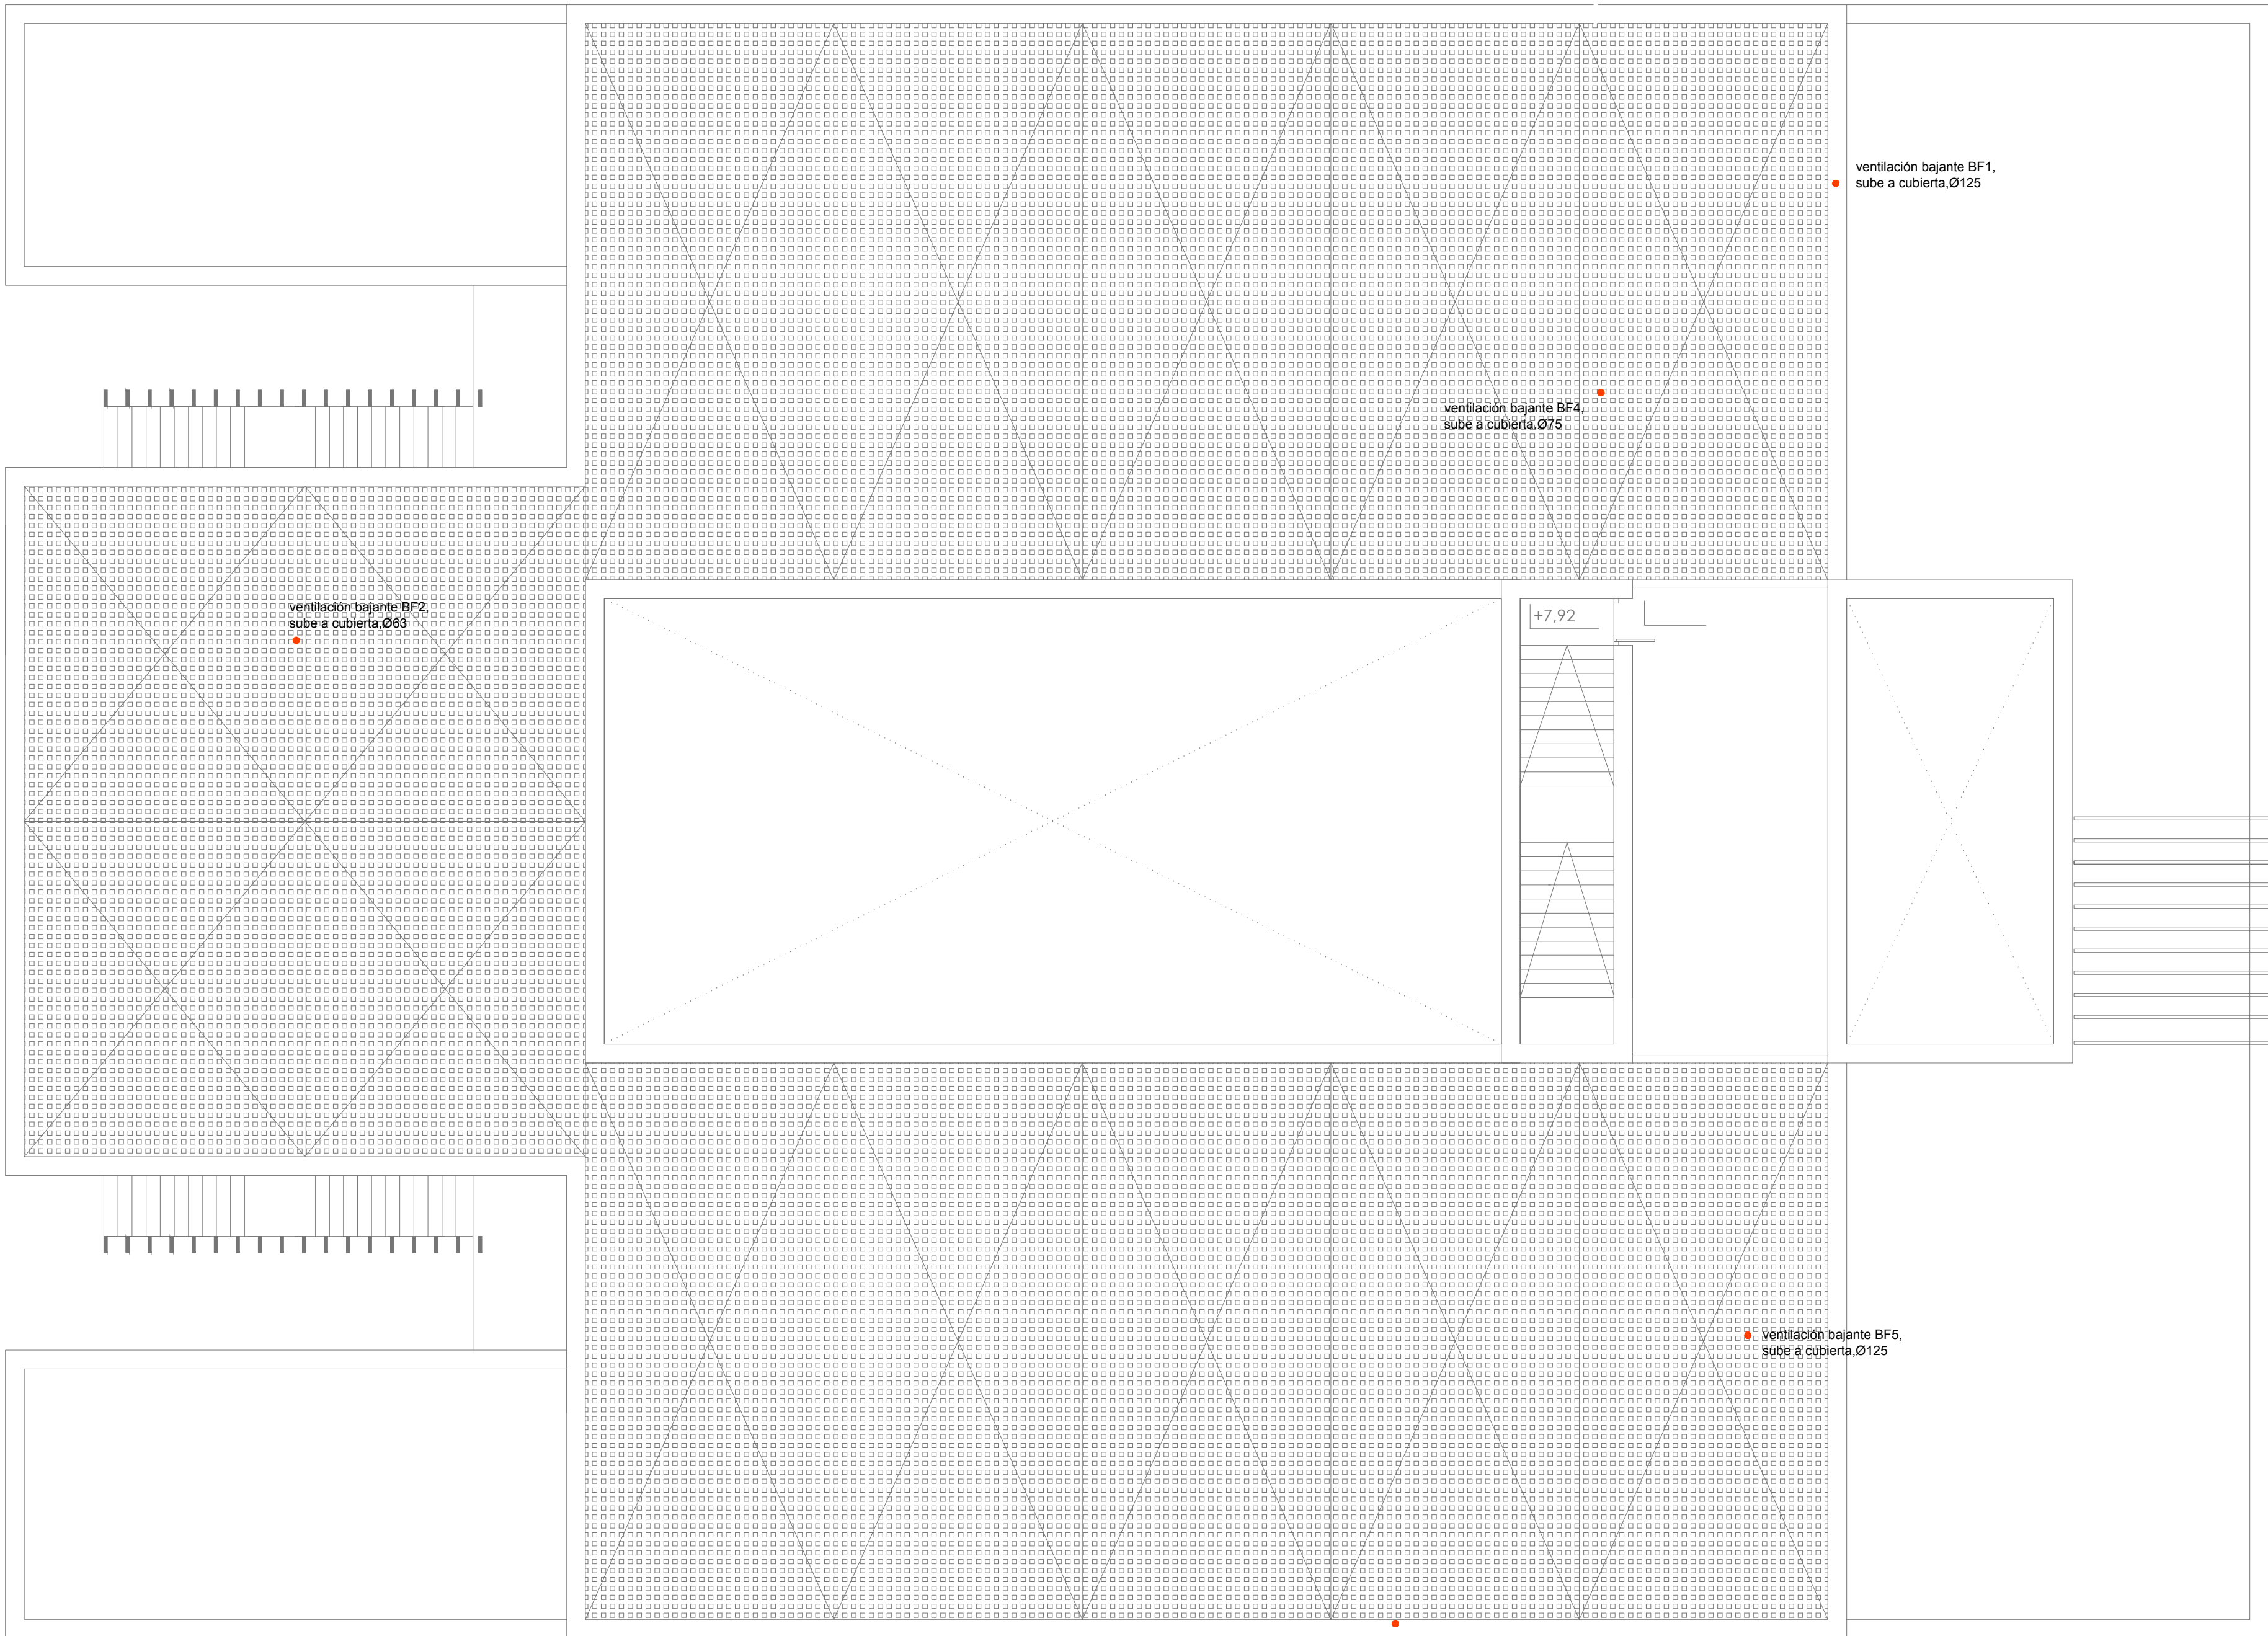 ventilación bajante BF1,
sube a cubierta,Ø125
ventilación bajante BF4,
sube a cubierta,Ø75
ventilación bajante BF2,
sube a cubierta,Ø63
+7,92
ventilación bajante BF5,
sube a cubierta,Ø125